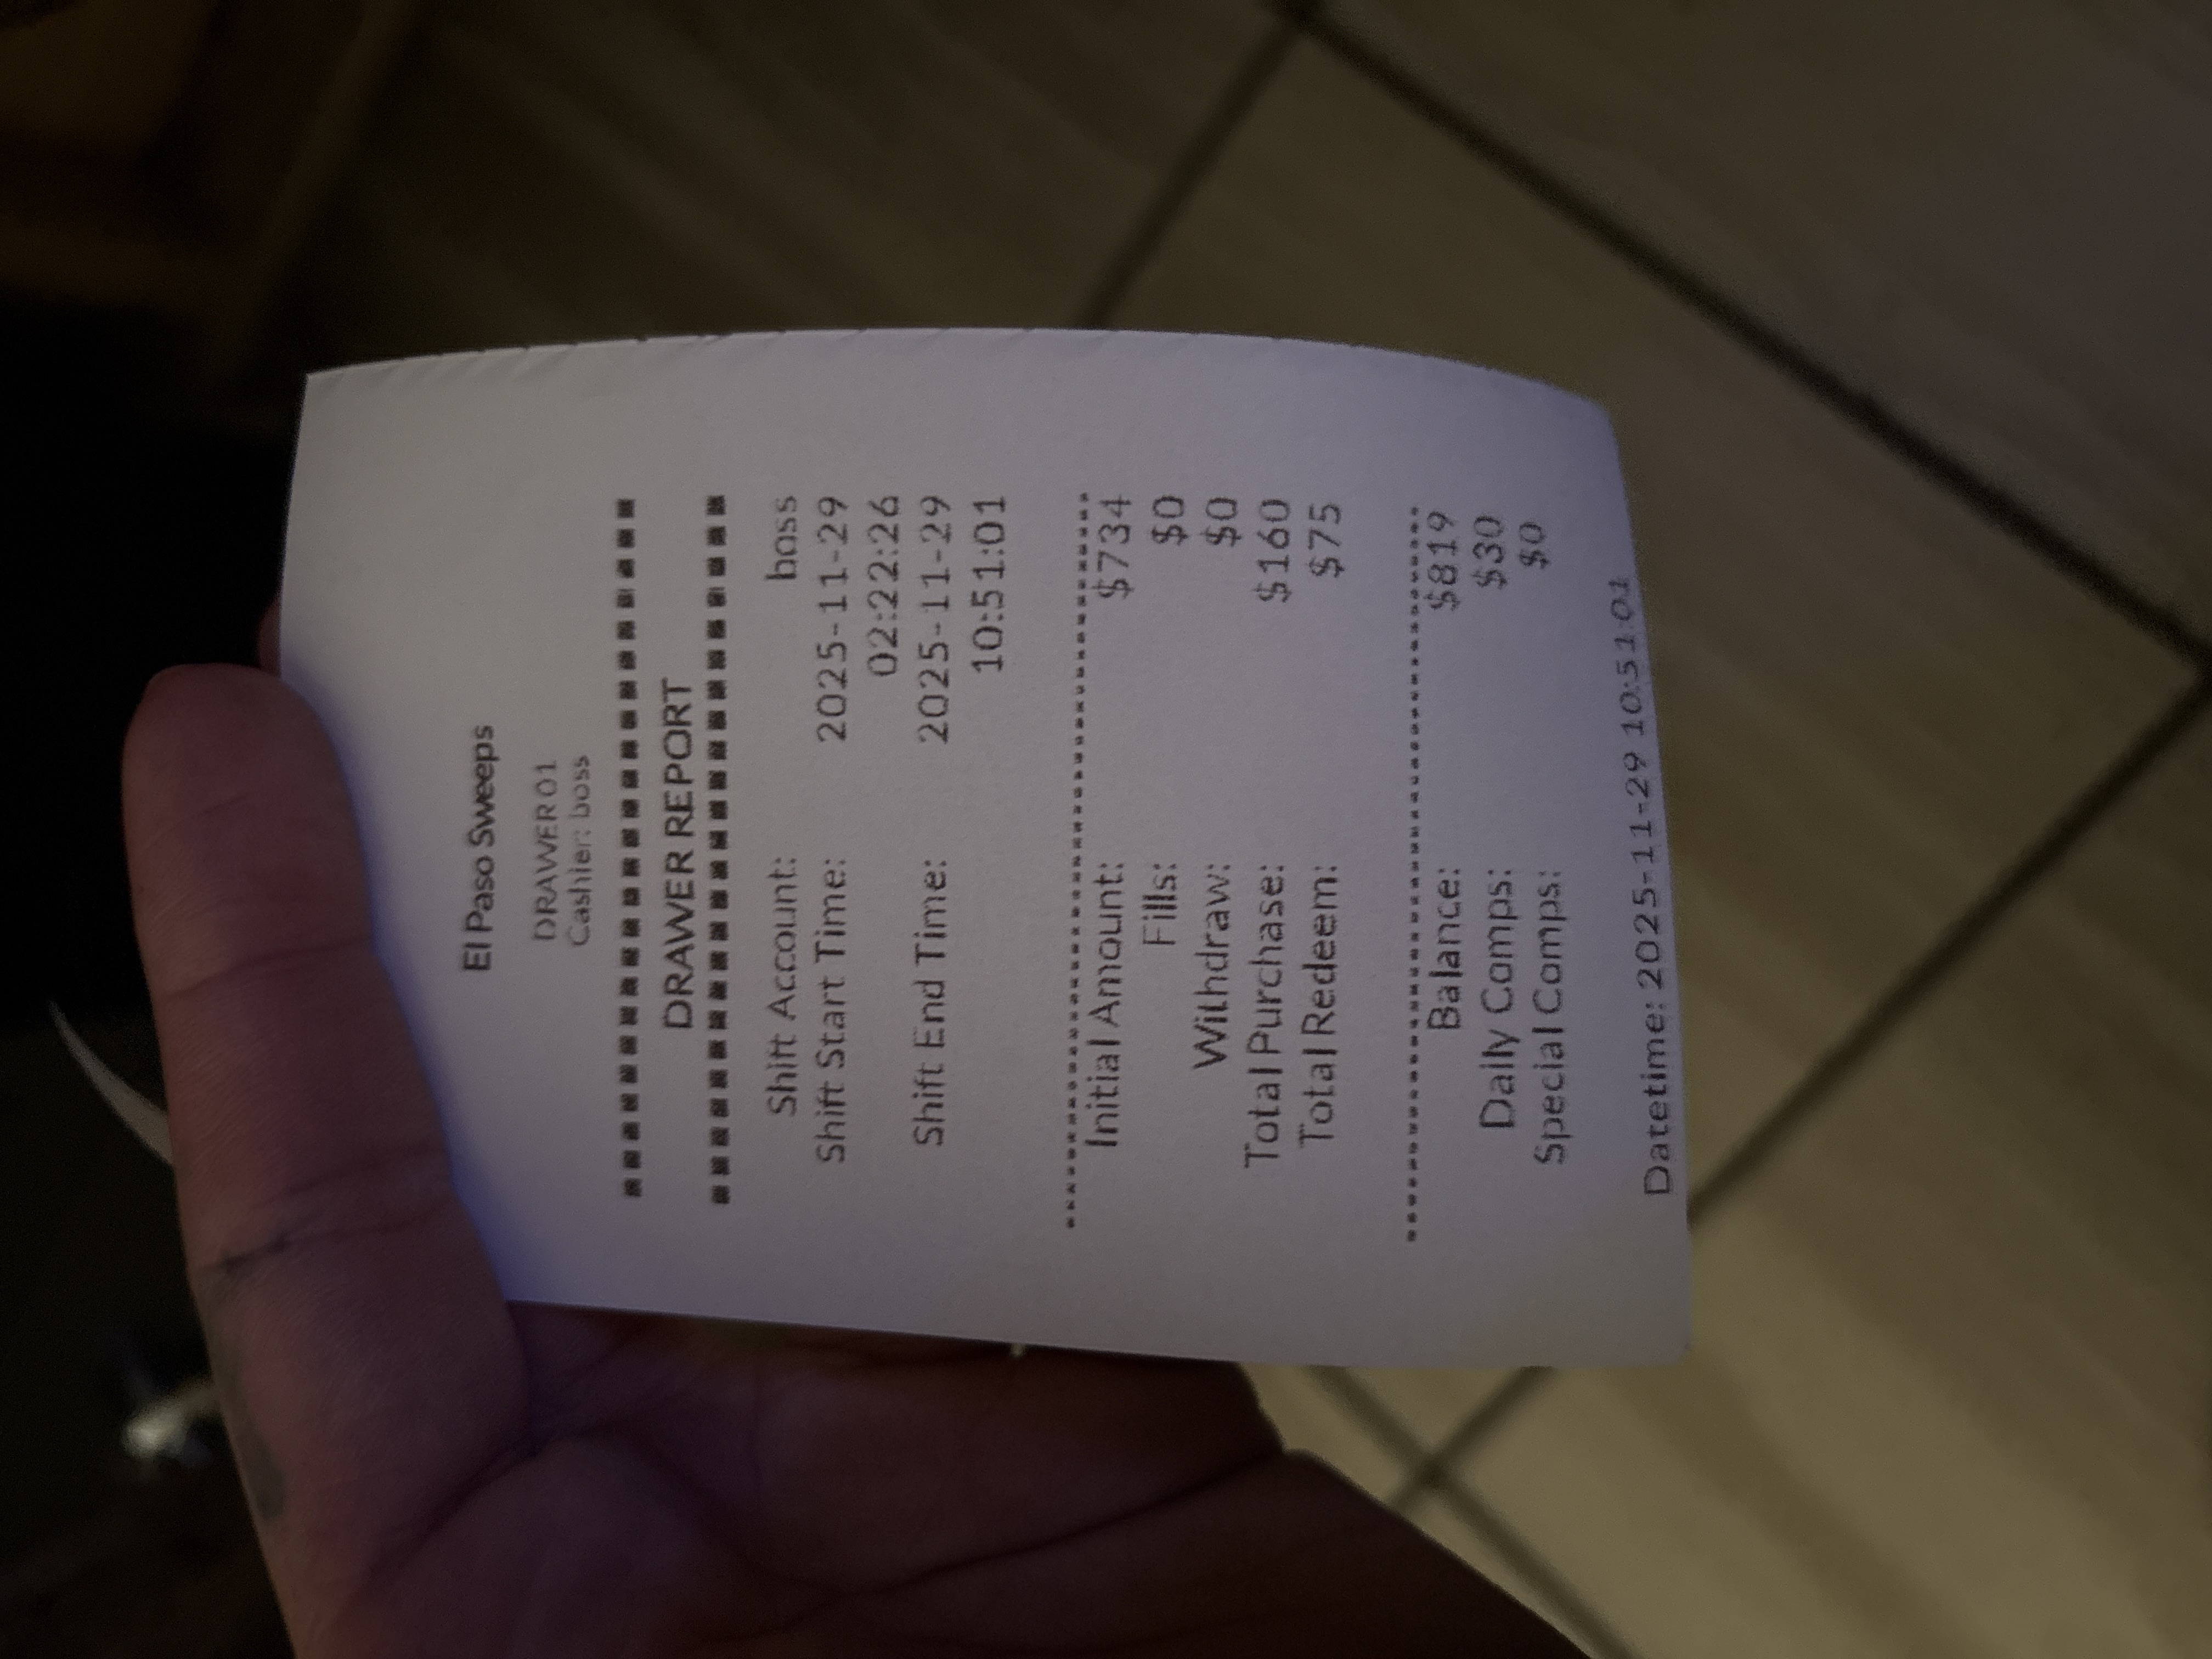 El Paso Sweeps
DRAWER01
Cashier: boss
DRAWER REPORT
Shift Account: boss
Shift Start Time: 2025-11-29
02:22:26
Shift End Time: 2025-11-29
10:51:01
Initial Amount: $734
Fills: $0
Withdraw: $0
Total Purchase: $160
Total Redeem: $75
Balance: $819
Daily Comps: $30
Special Comps: $0
Datetime: 2025-11-29 10:51:01